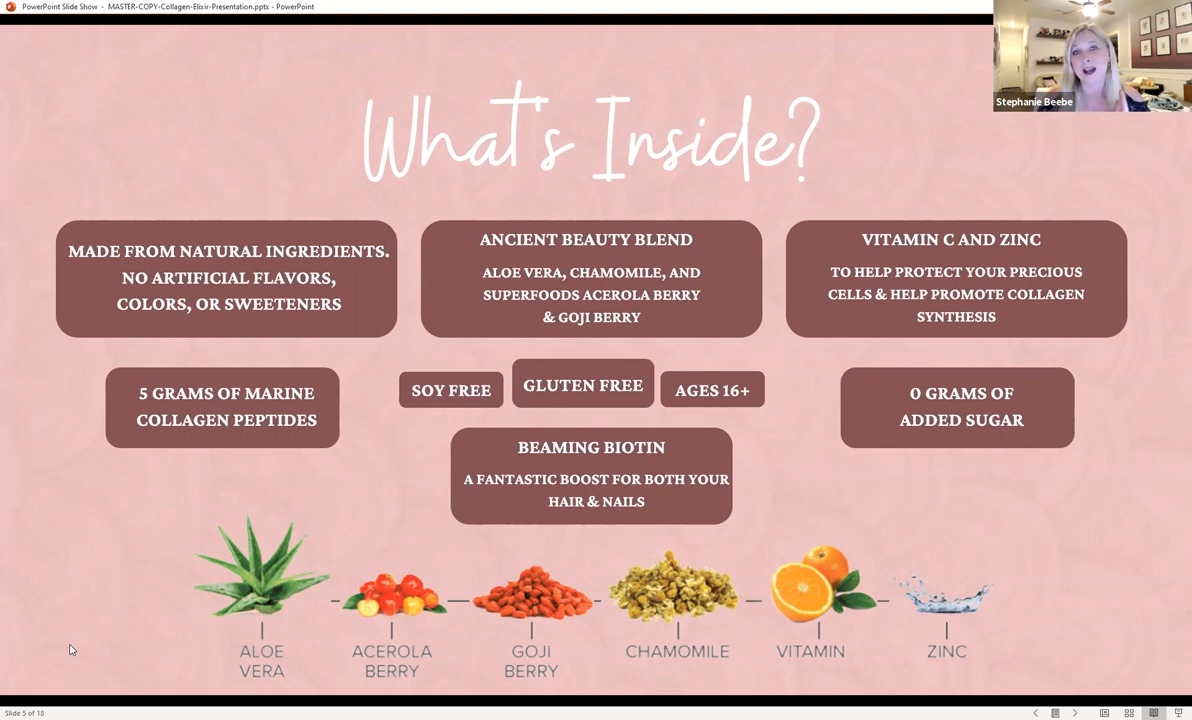 PowerPoint Slide Show - MASTER-COPY-Collagen-Elixir-Presentation.pptx - PowerPoint
Stephanie Beebe
What's Inside?
MADE FROM NATURAL INGREDIENTS.
NO ARTIFICIAL FLAVORS,
COLORS, OR SWEETENERS
ANCIENT BEAUTY BLEND
ALOE VERA, CHAMOMILE, AND
SUPERFOODS ACEROLA BERRY
& GOJI BERRY
VITAMIN C AND ZINC
TO HELP PROTECT YOUR PRECIOUS
CELLS & HELP PROMOTE COLLAGEN
SYNTHESIS
5 GRAMS OF MARINE
COLLAGEN PEPTIDES
SOY FREE
GLUTEN FREE
AGES 16+
0 GRAMS OF
ADDED SUGAR
BEAMING BIOTIN
A FANTASTIC BOOST FOR BOTH YOUR
HAIR & NAILS
ALOE
VERA
ACEROLA
BERRY
GOJI
BERRY
CHAMOMILE
VITAMIN
ZINC
Slide 5 of 18